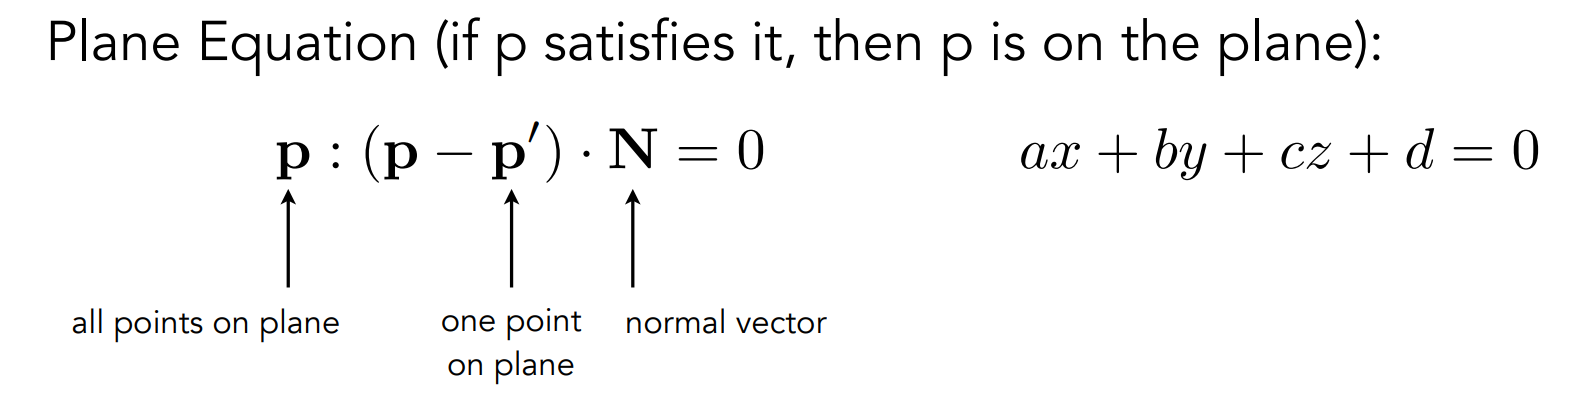 Plane Equation (if p satisfies it, then p is on the plane):
p : (p − p′) · N = 0
ax + by + cz + d = 0
all points on plane
one point
on plane
normal vector